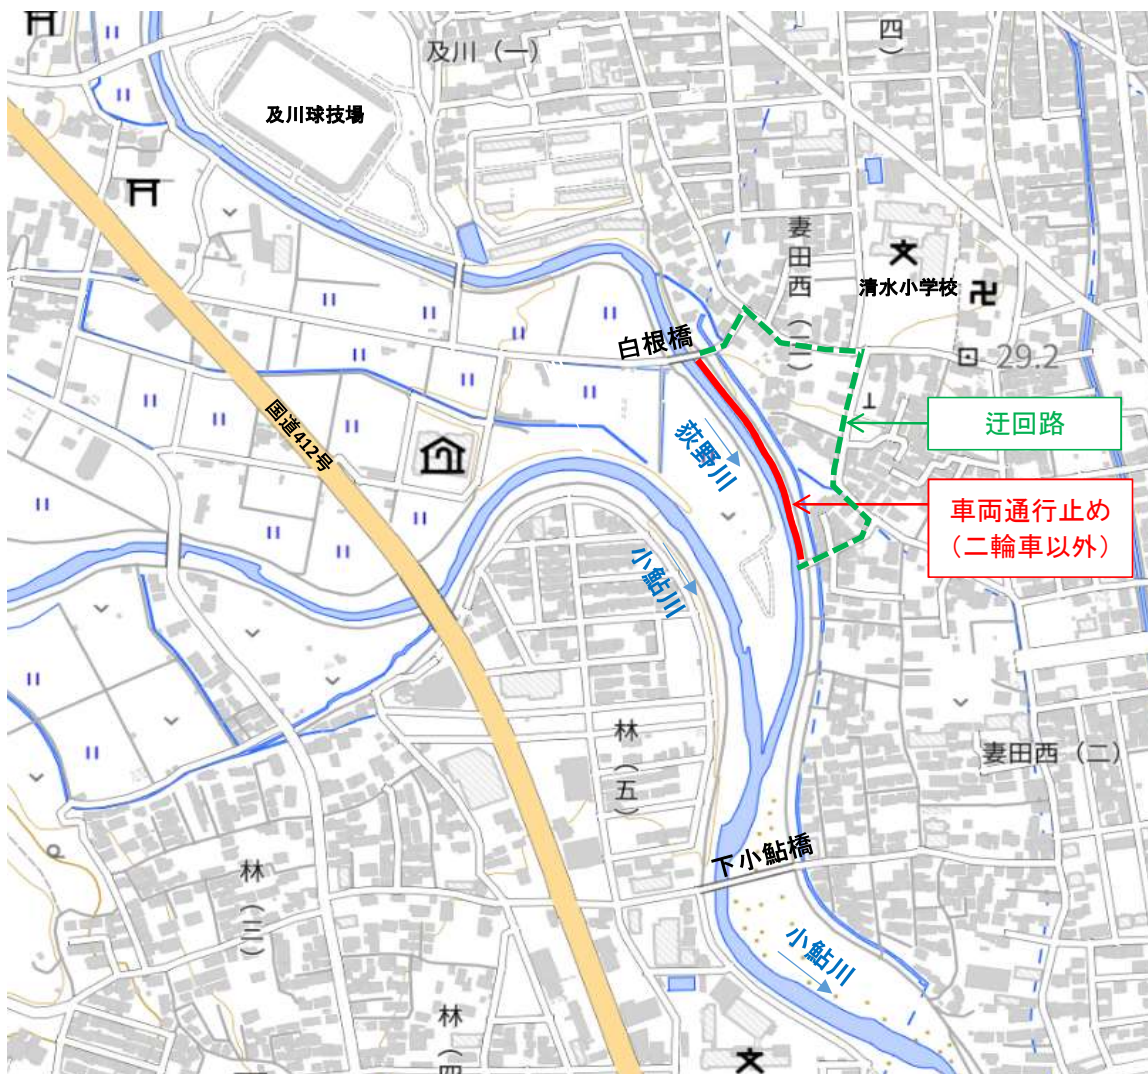 四）
及川（一）
及川球技場
妻田西（二）
清水小学校
白根橋
29.2
迂回路
国道412号
荻野川
車両通行止め
（二輪車以外）
小鮎川
林（五）
妻田西（二）
下小鮎橋
林（三）
小鮎川
林（四